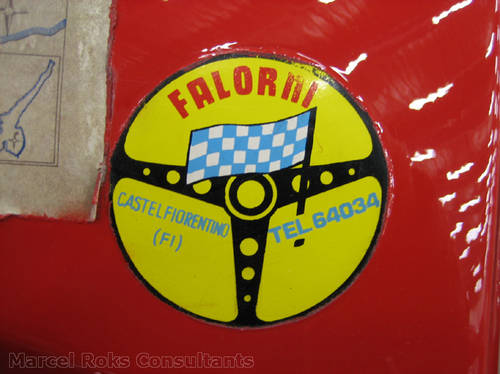 FALORNI
CASTELFIORENTINO
(FI)
TEL.64034
Marcel Roks Consultants